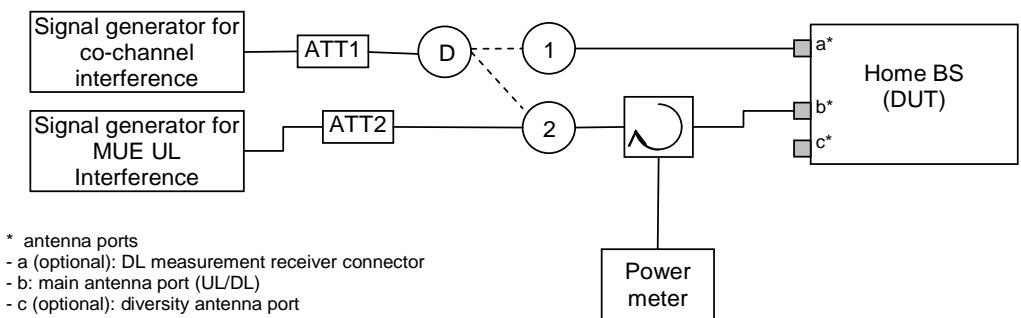 Signal generator for
co-channel
interference
ATT1
D
1
a*
Home BS
(DUT)
Signal generator for
MUE UL
Interference
ATT2
2
b*
c*
* antenna ports
- a (optional): DL measurement receiver connector
- b: main antenna port (UL/DL)
- c (optional): diversity antenna port
Power
meter